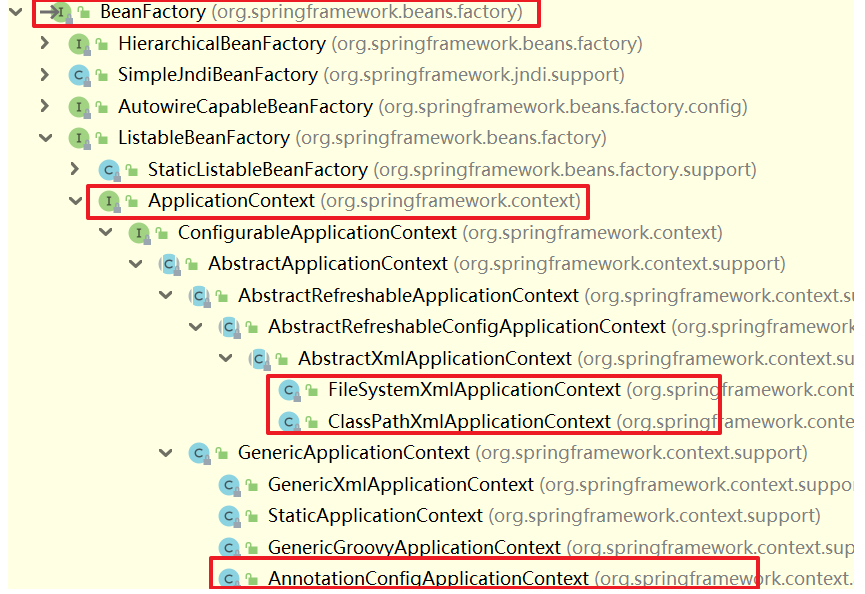 BeanFactory (org.springframework.beans.factory)
HierarchicalBeanFactory (org.springframework.beans.factory)
SimpleJndiBeanFactory (org.springframework.jndi.support)
AutowireCapableBeanFactory (org.springframework.beans.factory.config)
ListableBeanFactory (org.springframework.beans.factory)
StaticListableBeanFactory (org.springframework.beans.factory.support)
ApplicationContext (org.springframework.context)
ConfigurableApplicationContext (org.springframework.context)
AbstractApplicationContext (org.springframework.context.support)
AbstractRefreshableApplicationContext (org.springframework.context.su
AbstractRefreshableConfigApplicationContext (org.springframework
AbstractXmlApplicationContext (org.springframework.context.su
FileSystemXmlApplicationContext (org.springframework.cont
ClassPathXmlApplicationContext (org.springframework.conte
GenericApplicationContext (org.springframework.context.support)
GenericXmlApplicationContext (org.springframework.context.suppo
StaticApplicationContext (org.springframework.context.support)
GenericGroovyApplicationContext (org.springframework.context.sup
AnnotationConfigApplicationContext (org.springframework.context.